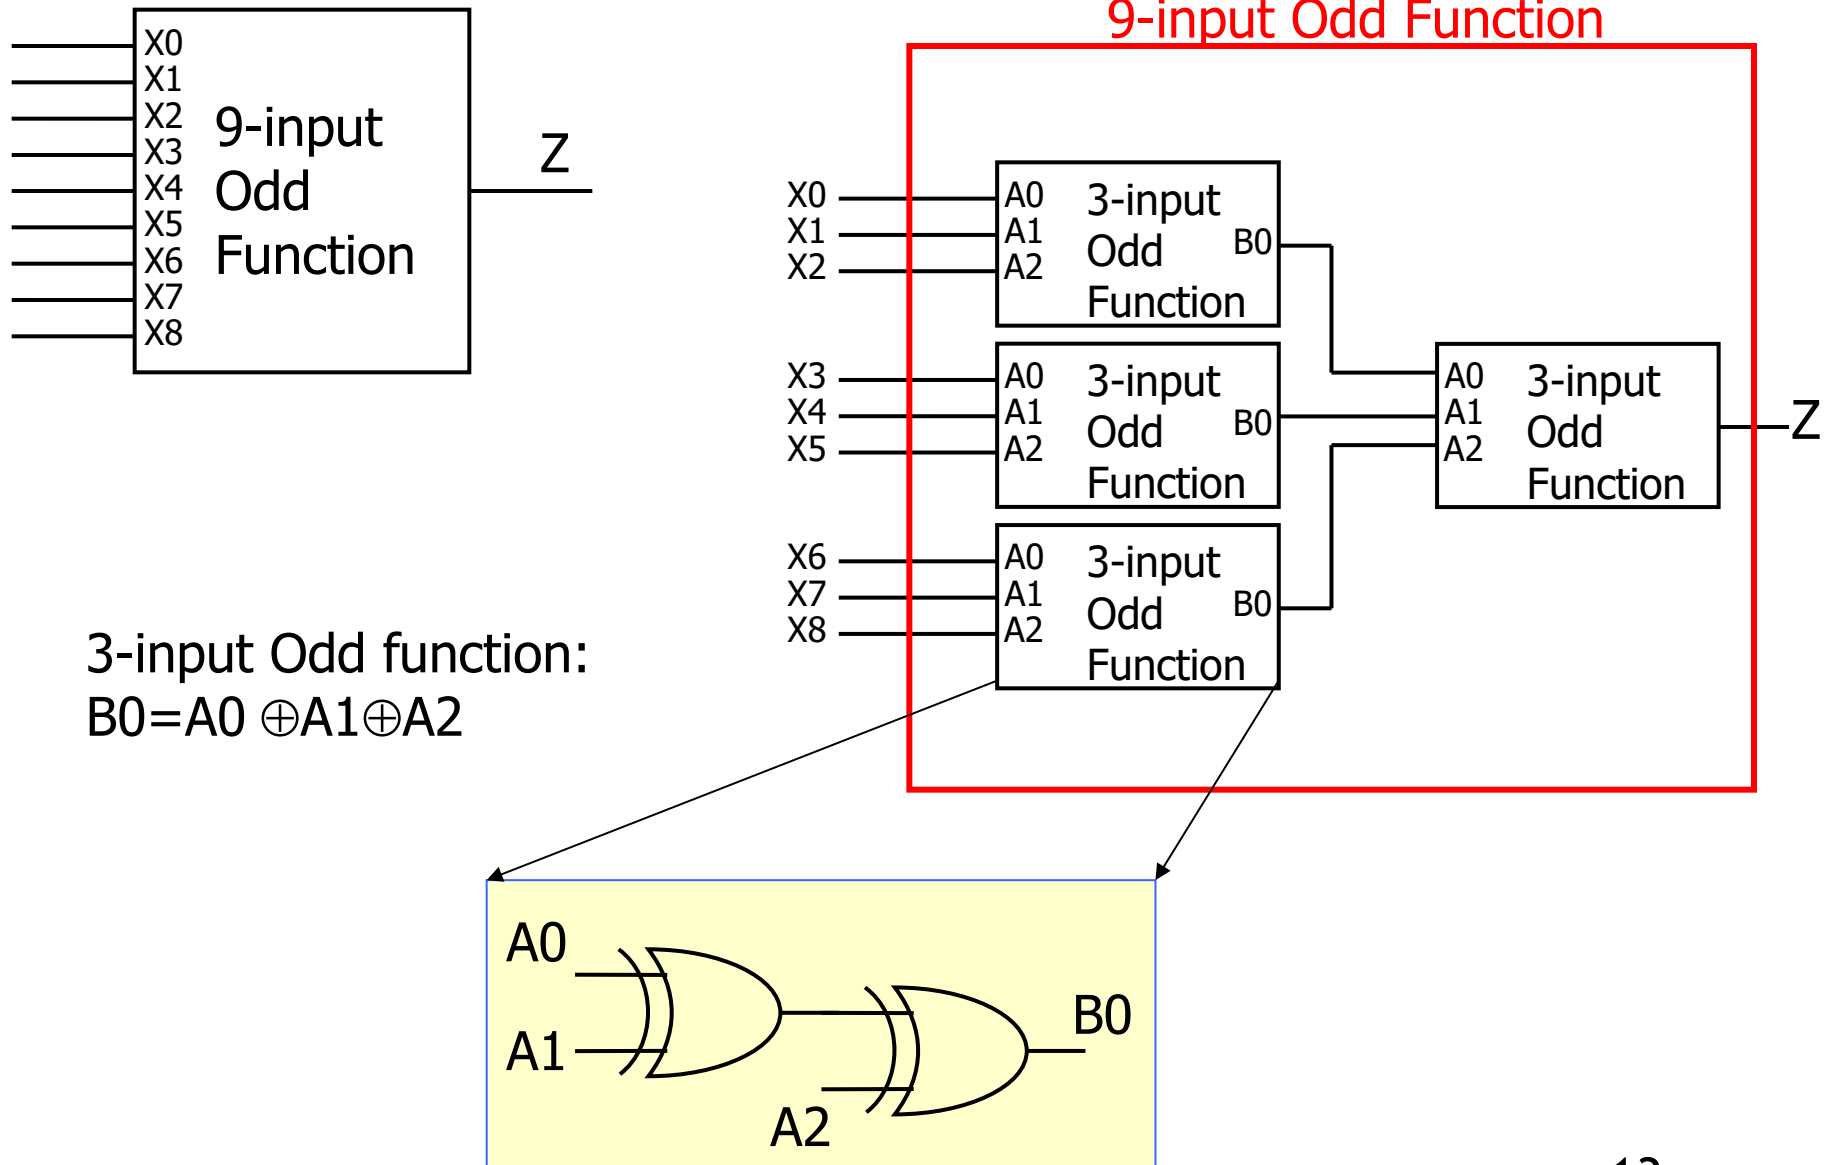 9-input Odd Function
X0
X1
X2
X3
X4
X5
X6
X7
X8
9-input
Odd
Function
Z
X0
X1
X2
A0
A1
A2
3-input
Odd
Function
B0
X3
X4
X5
A0
A1
A2
3-input
Odd
Function
B0
X6
X7
X8
A0
A1
A2
3-input
Odd
Function
B0
A0
A1
A2
3-input
Odd
Function
Z
3-input Odd function:
B0=A0 ⊕A1⊕A2
A0
A1
A2
B0